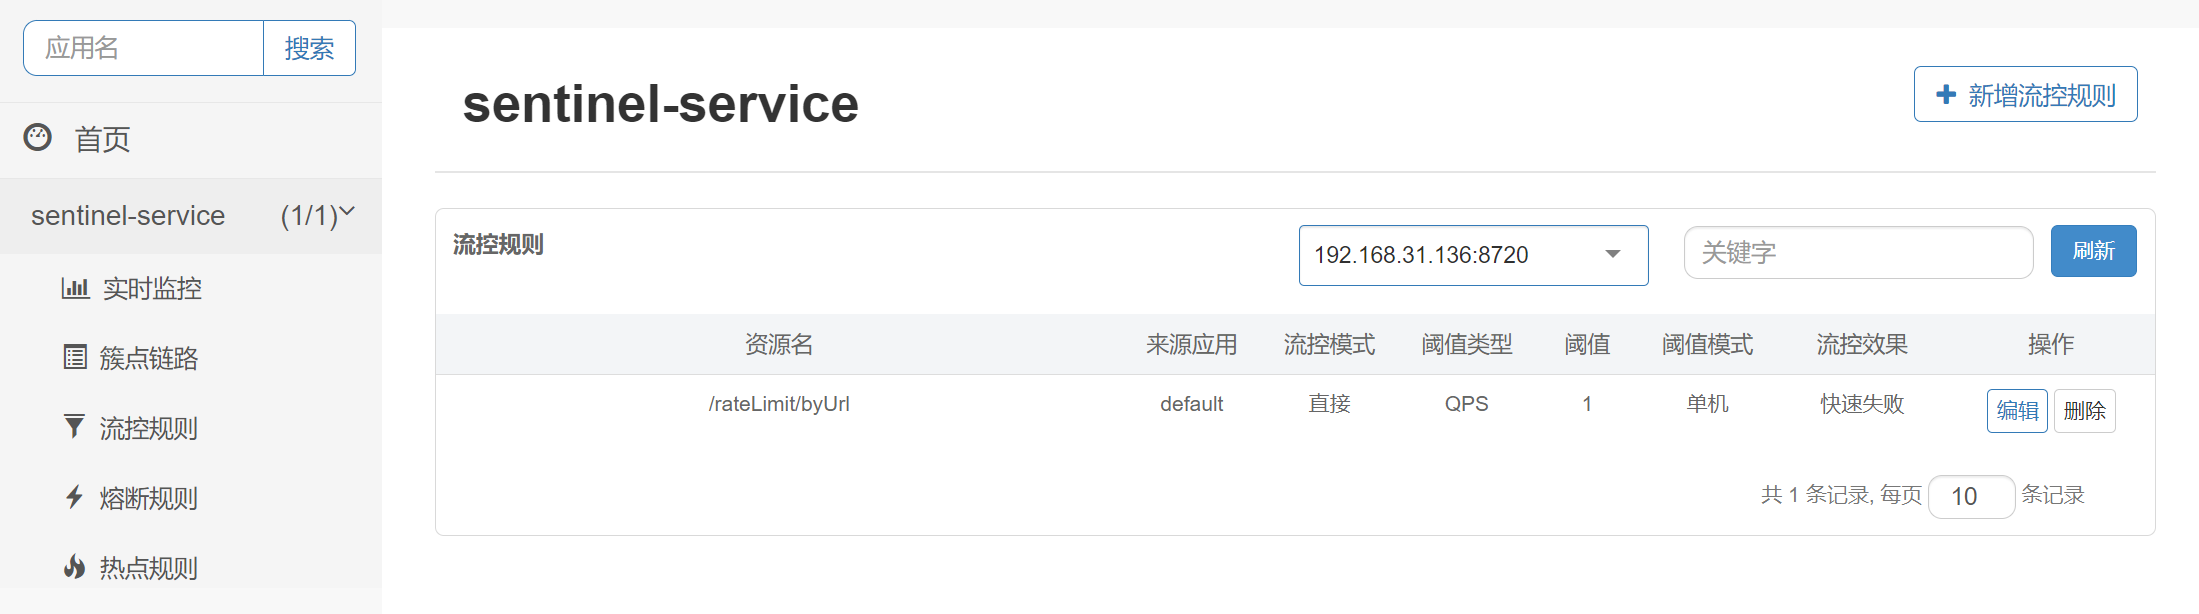 应用名 搜索
首页
sentinel-service (1/1)
实时监控
簇点链路
流控规则
熔断规则
热点规则
sentinel-service
新增流控规则
流控规则 192.168.31.136:8720 关键字 刷新
资源名 来源应用 流控模式 阈值类型 阈值 阈值模式 流控效果 操作
/rateLimit/byUrl default 直接 QPS 1 单机 快速失败 编辑 删除
共 1 条记录, 每页 10 条记录